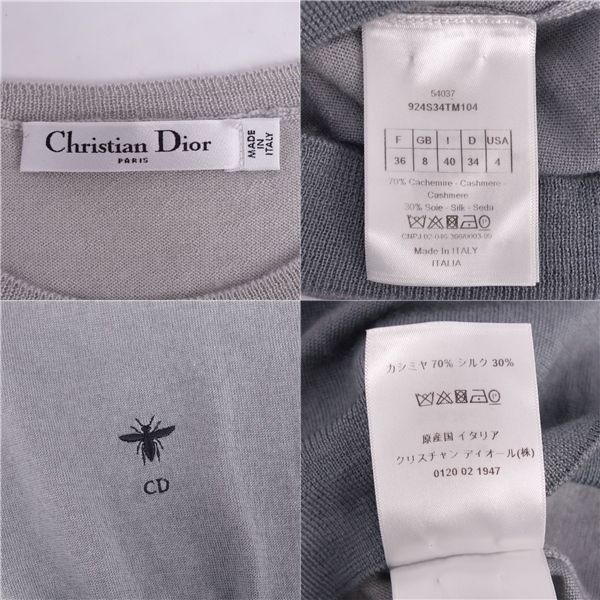 Christian Dior
PARIS
MADE
IN
ITALY
54037
924S34TM104
F GB I D USA
36 8 40 34 4
70% Cachemire - Cashmere -
Cashmere
30% Soie - Silk - Seda
Made in ITALY
ITALIA
CD
カシミヤ 70% シルク 30%
原産国 イタリア
クリスチャン ディオール(株)
0120 02 1947